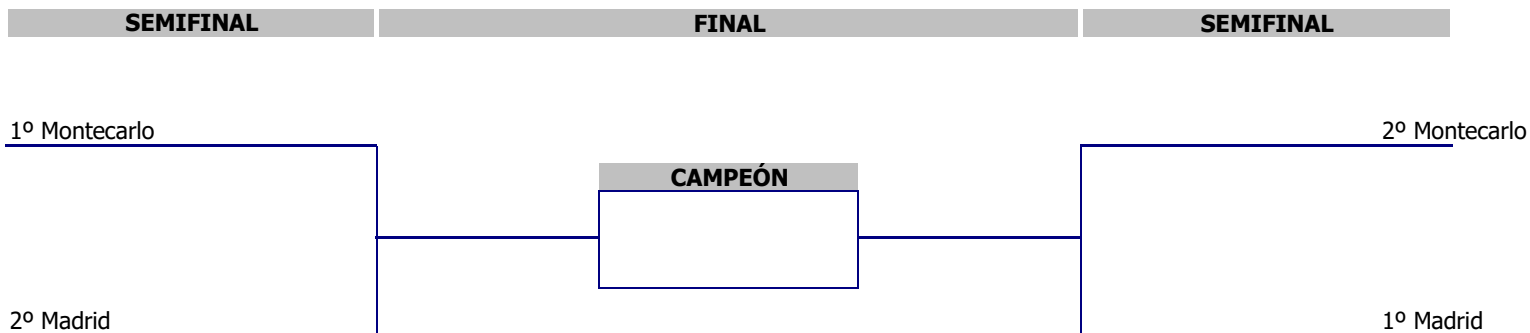 SEMIFINAL FINAL SEMIFINAL
1º Montecarlo 2º Montecarlo
CAMPEÓN
2º Madrid 1º Madrid